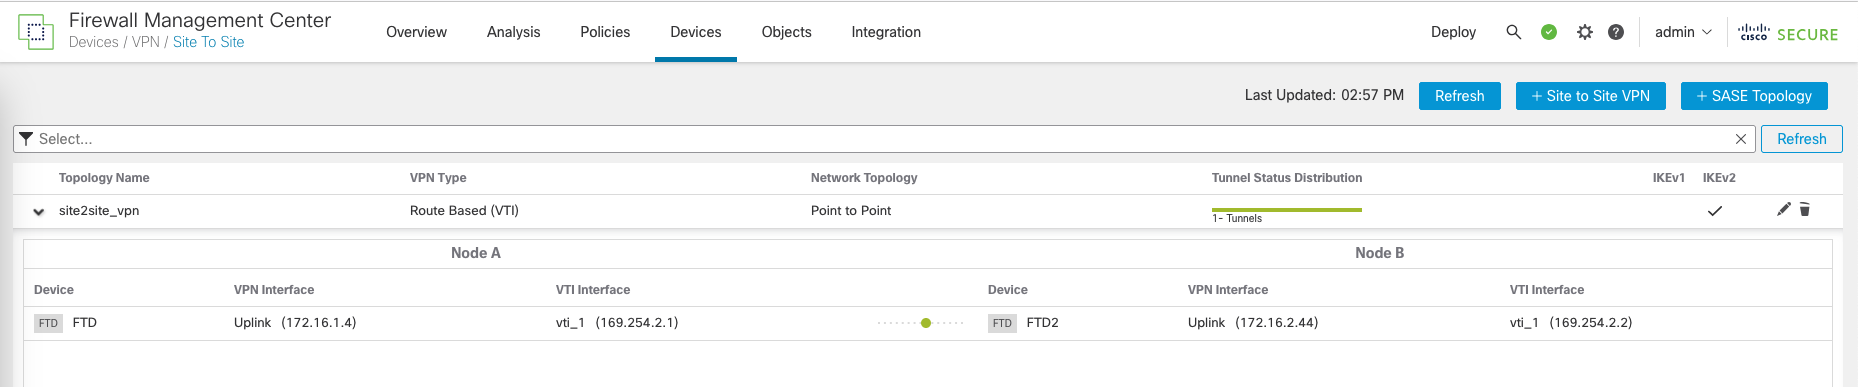 Firewall Management Center
Devices / VPN / Site To Site
Overview Analysis Policies Devices Objects Integration
Deploy admin CISCO SECURE
Last Updated: 02:57 PM Refresh + Site to Site VPN + SASE Topology
Select... Refresh
Topology Name VPN Type Network Topology Tunnel Status Distribution IKEv1 IKEv2
site2site_vpn Route Based (VTI) Point to Point
1- Tunnels
Node A Node B
Device VPN Interface VTI Interface Device VPN Interface VTI Interface
FTD FTD Uplink (172.16.1.4) vti_1 (169.254.2.1) FTD FTD2 Uplink (172.16.2.44) vti_1 (169.254.2.2)